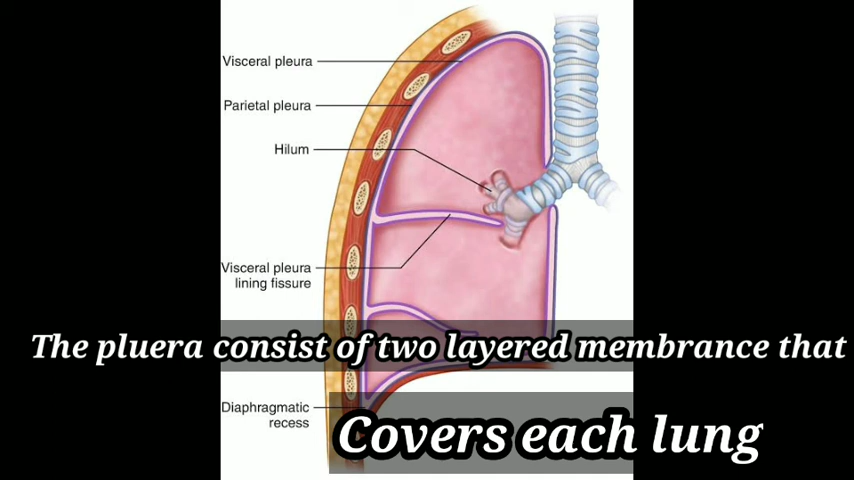 Visceral pleura
Parietal pleura
Hilum
Visceral pleura
lining fissure
The pluera consist of two layered membrance that
Diaphragmatic
recess
Covers each lung